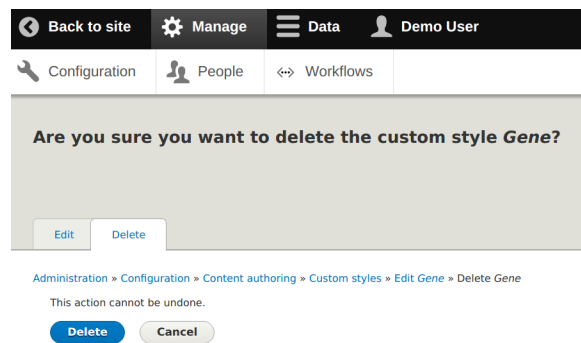 Back to site Manage Data Demo User
Configuration People Workflows
Are you sure you want to delete the custom style Gene?
Edit Delete
Administration » Configuration » Content authoring » Custom styles » Edit Gene » Delete Gene
This action cannot be undone.
Delete Cancel